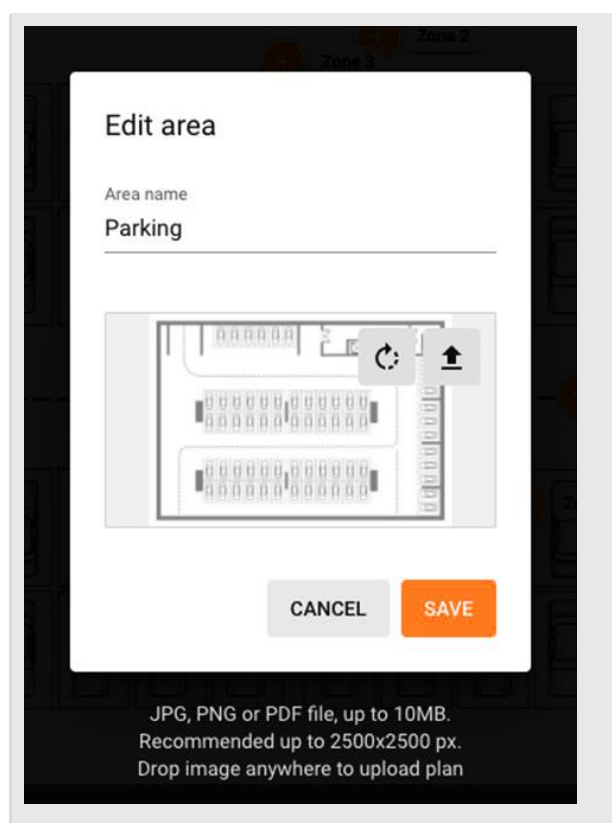 Zone 2
Zone 3
Edit area
Area name
Parking
CANCEL
SAVE
JPG, PNG or PDF file, up to 10MB.
Recommended up to 2500x2500 px.
Drop image anywhere to upload plan